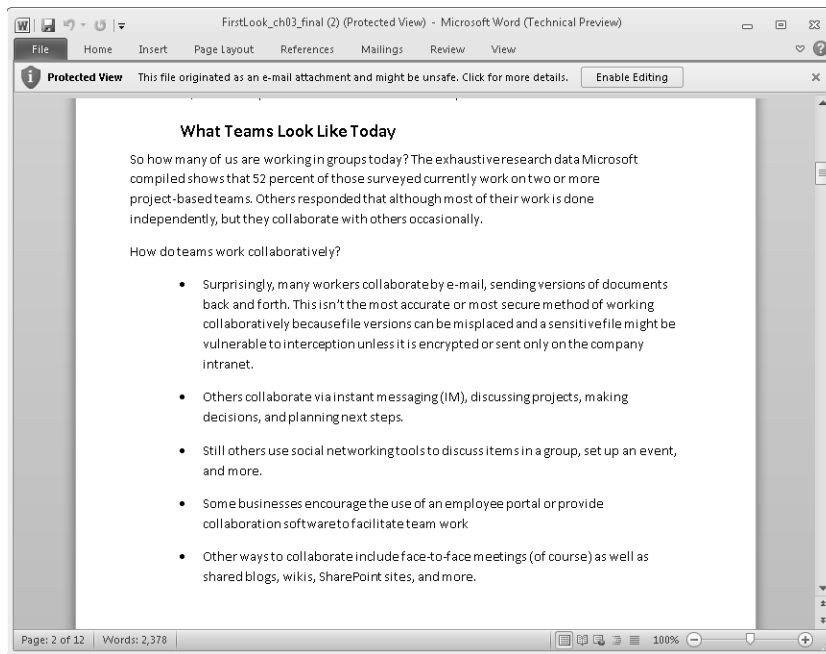 FirstLook_ch03_final (2) (Protected View) - Microsoft Word (Technical Preview)
File Home Insert Page Layout References Mailings Review View
Protected View This file originated as an e-mail attachment and might be unsafe. Click for more details. Enable Editing
What Teams Look Like Today
So how many of us are working in groups today? The exhaustive research data Microsoft
compiled shows that 52 percent of those surveyed currently work on two or more
project-based teams. Others responded that although most of their work is done
independently, but they collaborate with others occasionally.
How do teams work collaboratively?
• Surprisingly, many workers collaborate by e-mail, sending versions of documents
back and forth. This isn't the most accurate or most secure method of working
collaboratively because file versions can be misplaced and a sensitive file might be
vulnerable to interception unless it is encrypted or sent only on the company
intranet.
• Others collaborate via instant messaging (IM), discussing projects, making
decisions, and planning next steps.
• Still others use social networking tools to discuss items in a group, set up an event,
and more.
• Some businesses encourage the use of an employee portal or provide
collaboration software to facilitate team work
• Other ways to collaborate include face-to-face meetings (of course) as well as
shared blogs, wikis, SharePoint sites, and more.
Page: 2 of 12 Words: 2,378 100%